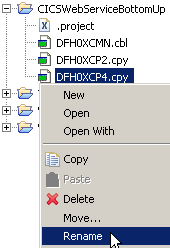 CICSWebServiceBottomUp
.project
DFH0XCMN.cbl
DFH0XCP2.cpy
DFH0XCP4.cpy
New
Open
Open With
Copy
Paste
Delete
Move...
Rename